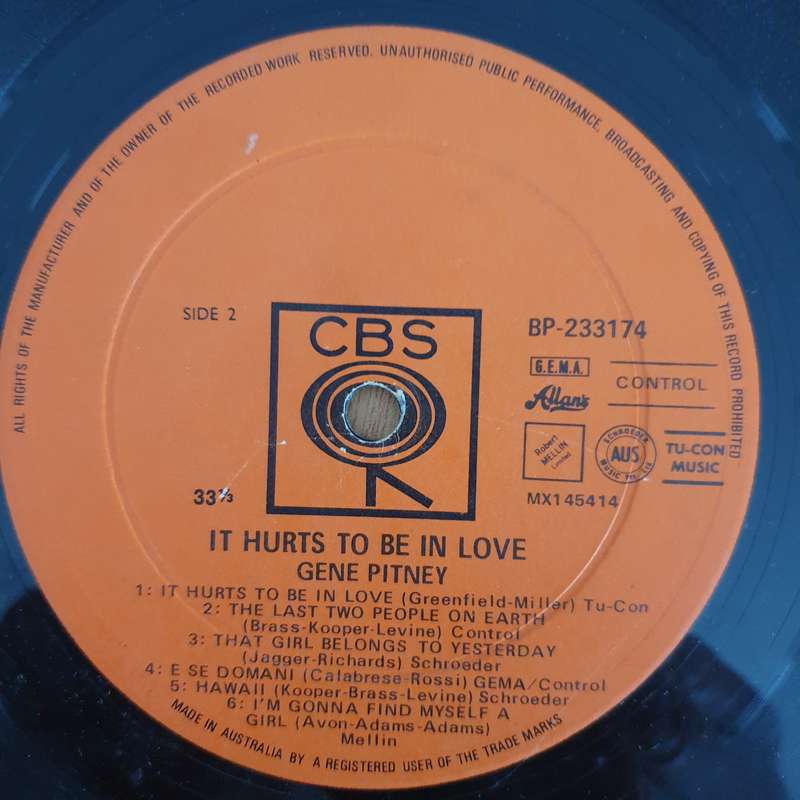 ALL RIGHTS OF THE MANUFACTURER AND OF THE OWNER OF THE RECORDED WORK RESERVED. UNAUTHORISED PUBLIC PERFORMANCE, BROADCASTING AND COPYING OF THIS RECORD PROHIBITED
SIDE 2
CBS
BP-233174
G.E.M.A.
CONTROL
Allan's
Robert
MELLIN
Limited
SCHROEDER
AUS
MUSIC PTY. LTD.
TU-CON
MUSIC
33⅓
MX145414
IT HURTS TO BE IN LOVE
GENE PITNEY
1: IT HURTS TO BE IN LOVE (Greenfield-Miller) Tu-Con
2: THE LAST TWO PEOPLE ON EARTH
(Brass-Kooper-Levine) Control
3: THAT GIRL BELONGS TO YESTERDAY
(Jagger-Richards) Schroeder
4: E SE DOMANI (Calabrese-Rossi) GEMA/Control
5: HAWAII (Kooper-Brass-Levine) Schroeder
6: I'M GONNA FIND MYSELF A
GIRL (Avon-Adams-Adams)
Mellin
MADE IN AUSTRALIA BY A REGISTERED USER OF THE TRADE MARKS